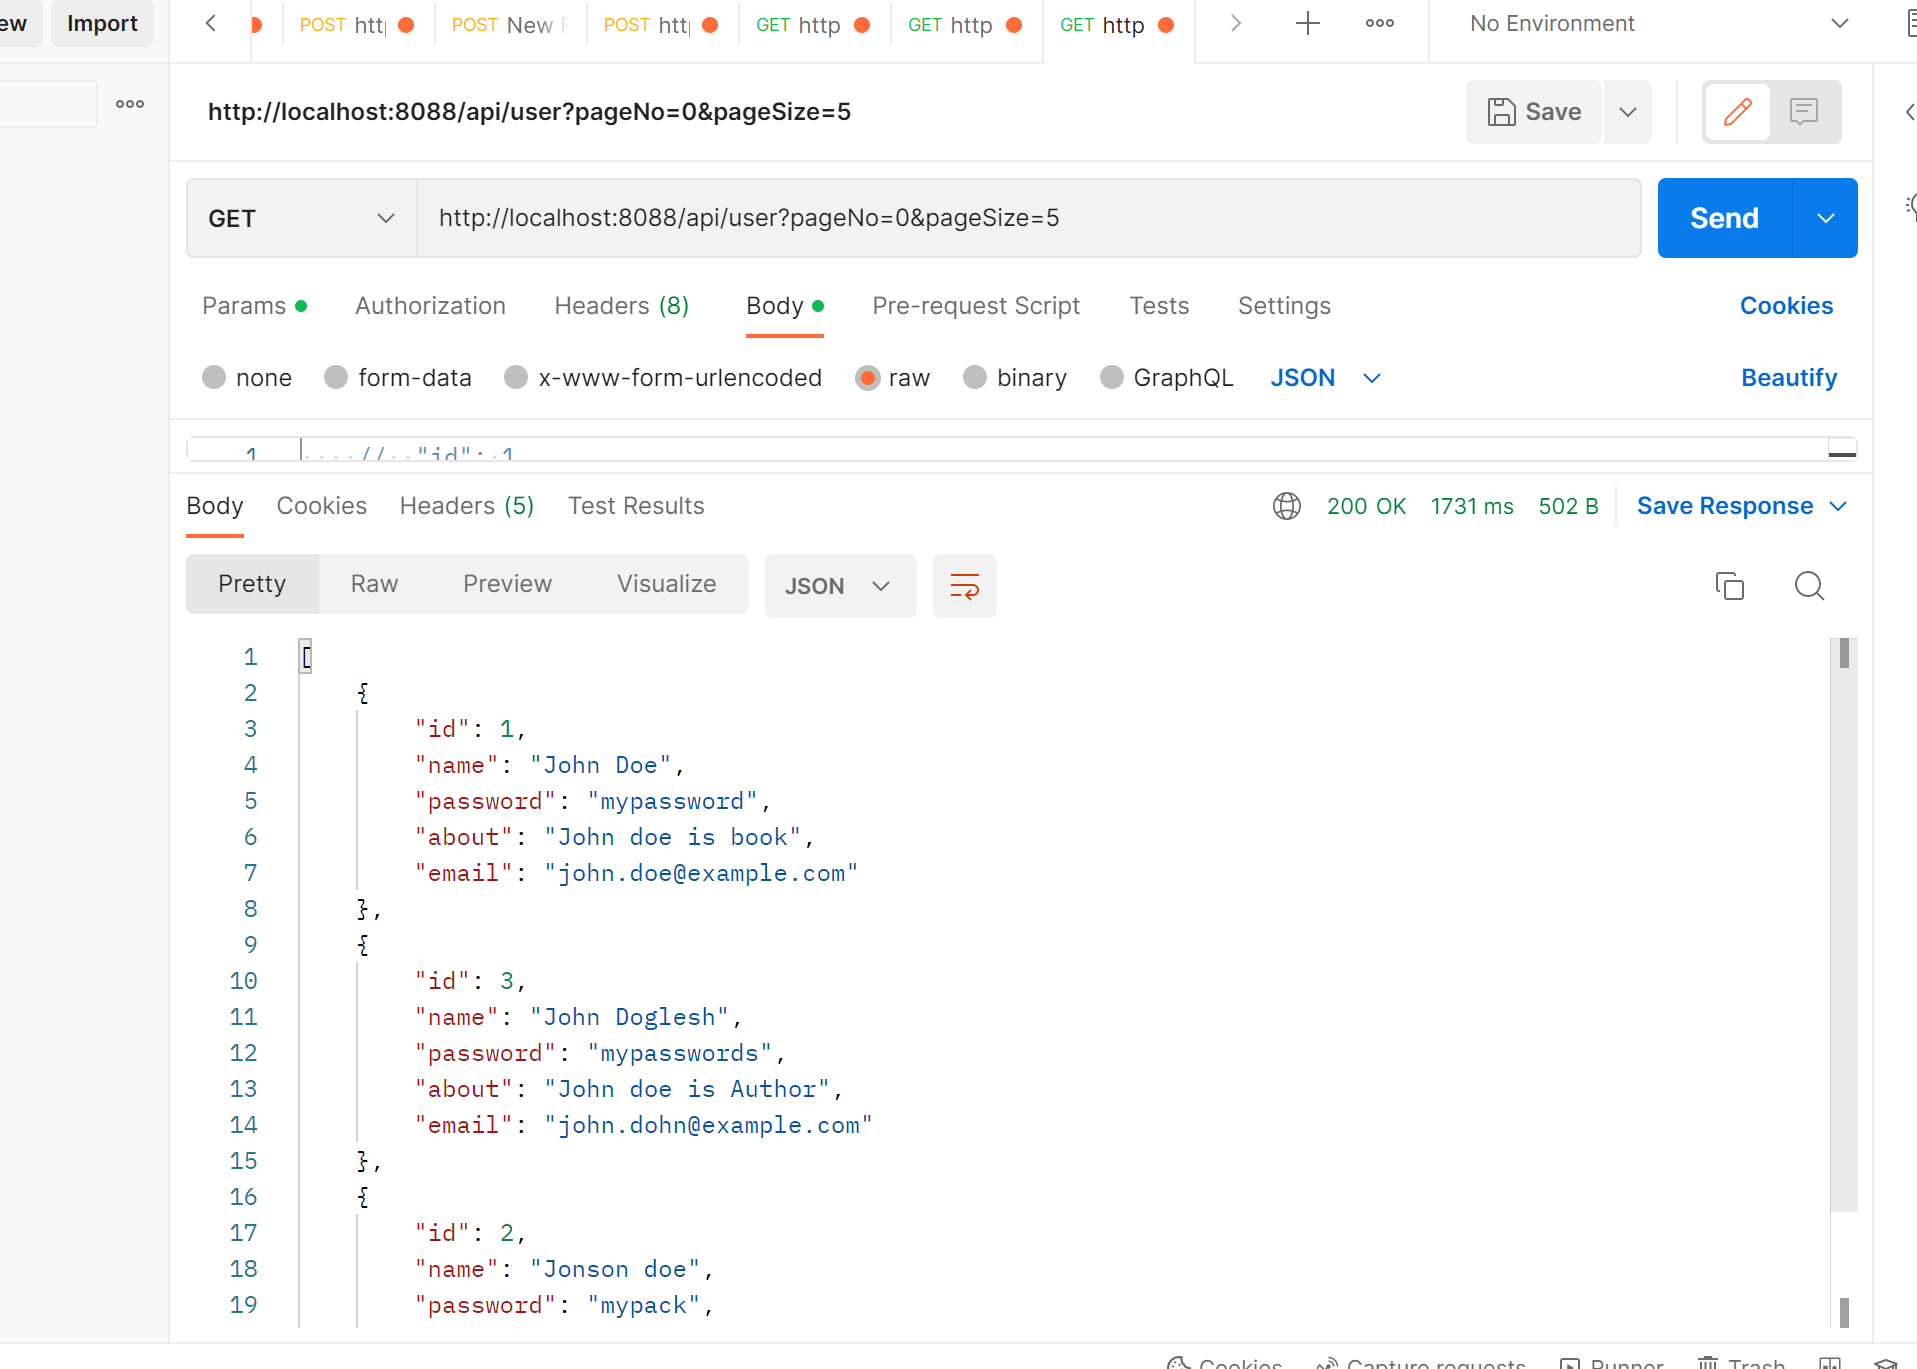 ew Import
POST htt POST New POST htt GET http GET http GET http No Environment
http://localhost:8088/api/user?pageNo=0&pageSize=5 Save
GET http://localhost:8088/api/user?pageNo=0&pageSize=5 Send
Params Authorization Headers (8) Body Pre-request Script Tests Settings Cookies
none form-data x-www-form-urlencoded raw binary GraphQL JSON Beautify
1 // "id": 1
Body Cookies Headers (5) Test Results 200 OK 1731 ms 502 B Save Response
Pretty Raw Preview Visualize JSON
1 [
2 {
3 "id": 1,
4 "name": "John Doe",
5 "password": "mypassword",
6 "about": "John doe is book",
7 "email": "john.doe@example.com"
8 },
9 {
10 "id": 3,
11 "name": "John Doglesh",
12 "password": "mypasswords",
13 "about": "John doe is Author",
14 "email": "john.dohn@example.com"
15 },
16 {
17 "id": 2,
18 "name": "Jonson doe",
19 "password": "mypack",
Cookies Capture requests Runner Trash